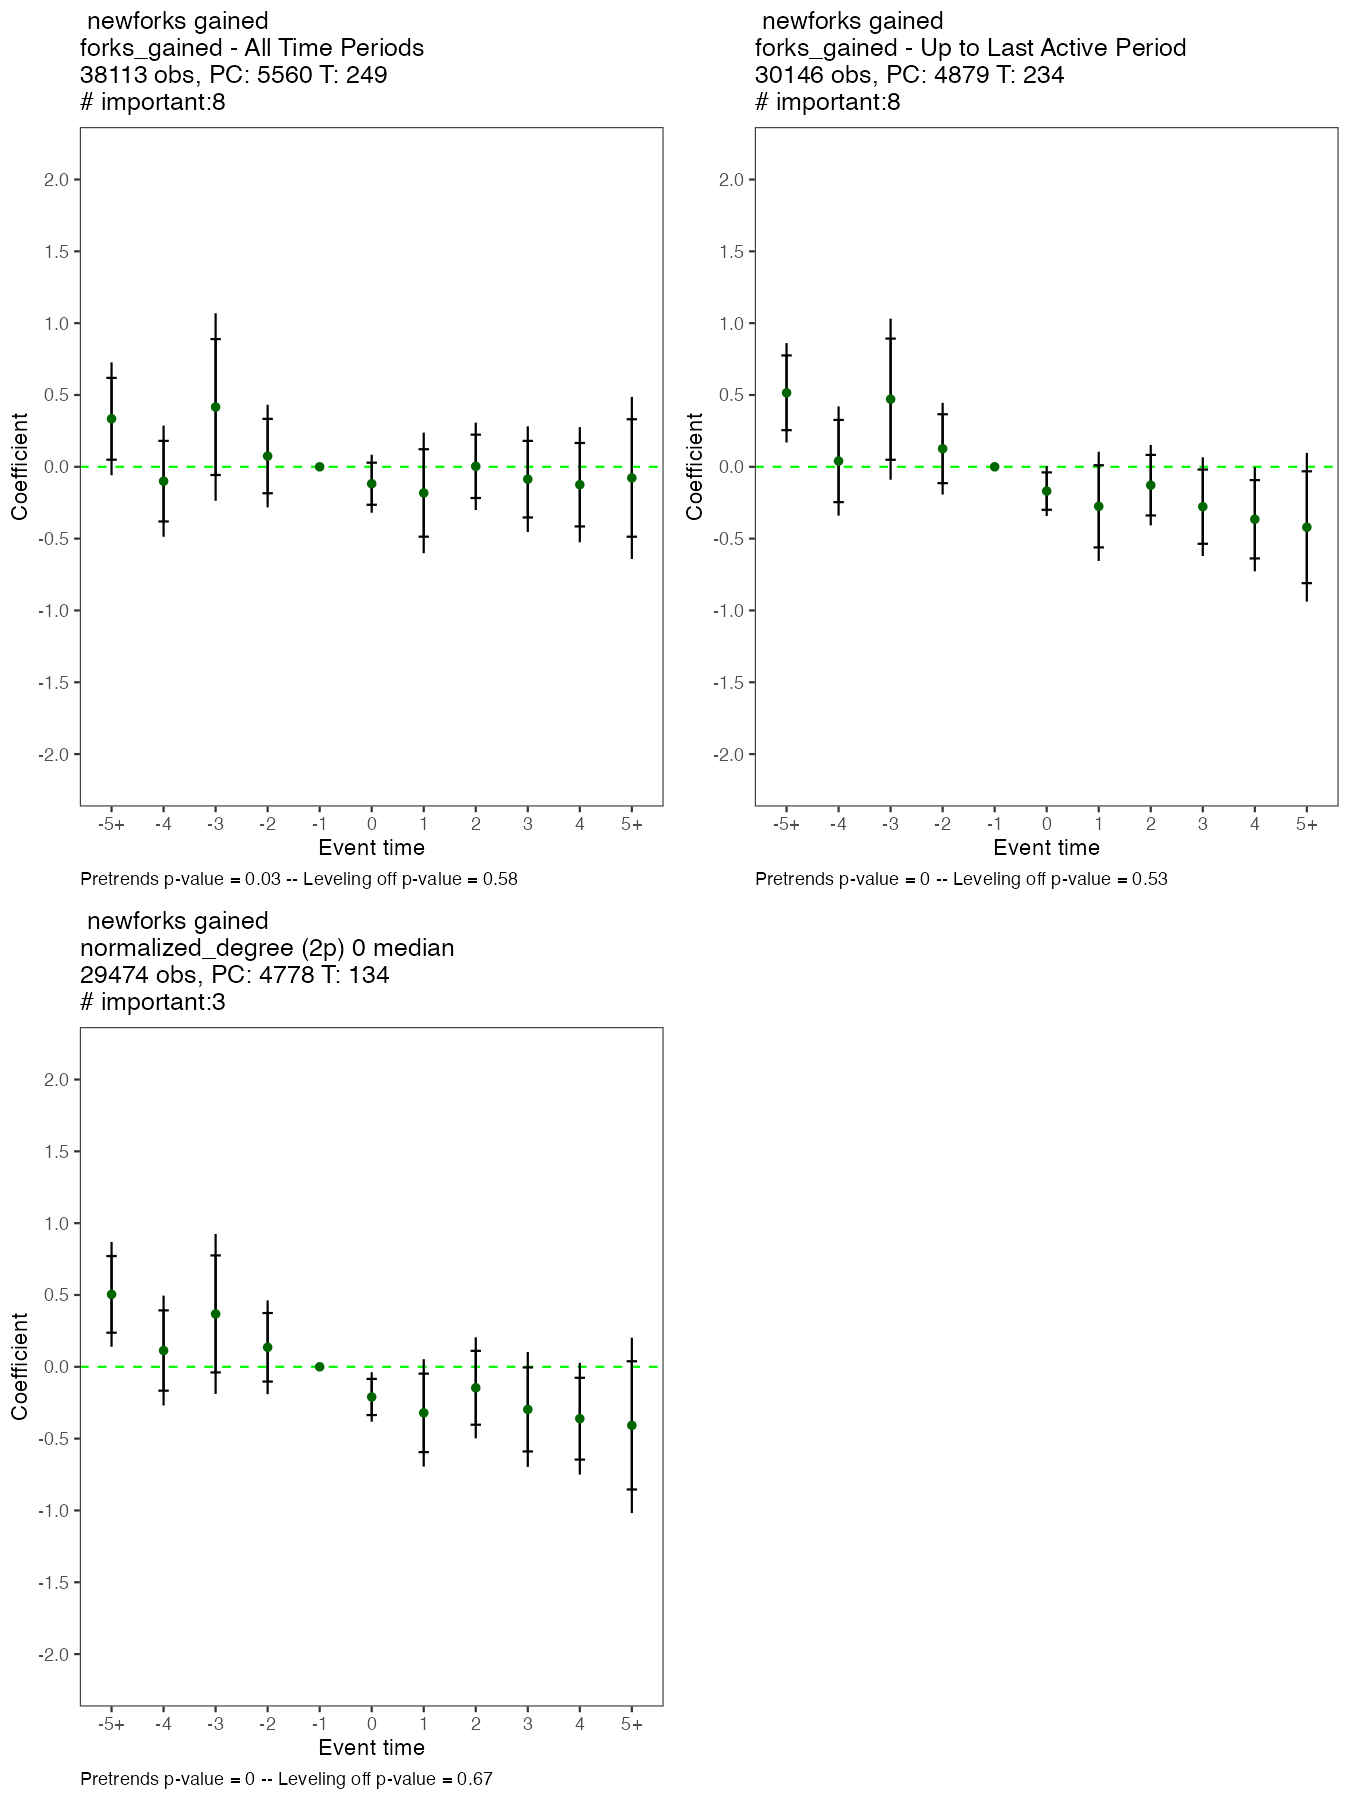 newforks gained
forks_gained - All Time Periods
38113 obs, PC: 5560 T: 249
# important:8
2.0
1.5
1.0
0.5
0.0
-0.5
-1.0
-1.5
-2.0
Coefficient
-5+ -4 -3 -2 -1 0 1 2 3 4 5+
Event time
Pretrends p-value = 0.03 -- Leveling off p-value = 0.58
newforks gained
forks_gained - Up to Last Active Period
30146 obs, PC: 4879 T: 234
# important:8
2.0
1.5
1.0
0.5
0.0
-0.5
-1.0
-1.5
-2.0
Coefficient
-5+ -4 -3 -2 -1 0 1 2 3 4 5+
Event time
Pretrends p-value = 0 -- Leveling off p-value = 0.53
newforks gained
normalized_degree (2p) 0 median
29474 obs, PC: 4778 T: 134
# important:3
2.0
1.5
1.0
0.5
0.0
-0.5
-1.0
-1.5
-2.0
Coefficient
-5+ -4 -3 -2 -1 0 1 2 3 4 5+
Event time
Pretrends p-value = 0 -- Leveling off p-value = 0.67